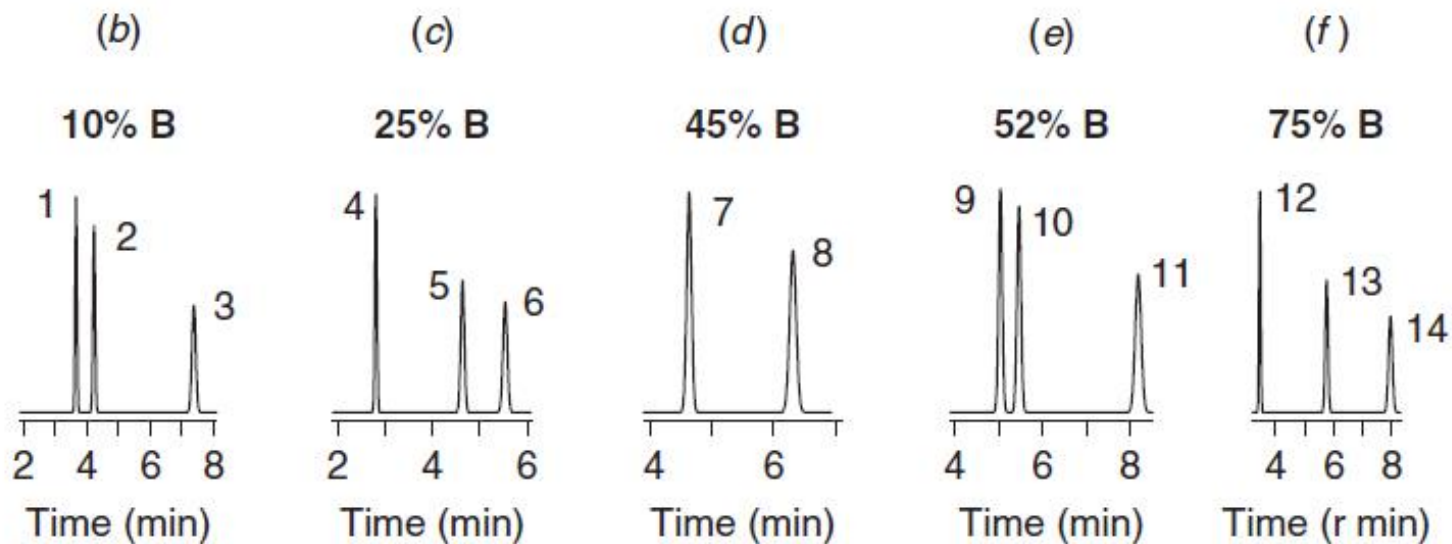 (b) (c) (d) (e) (f)
10% B 25% B 45% B 52% B 75% B
1 2 3 4 5 6 7 8 9 10 11 12 13 14
2 4 6 8 2 4 6 4 6 4 6 8 4 6 8
Time (min) Time (min) Time (min) Time (min) Time (r min)